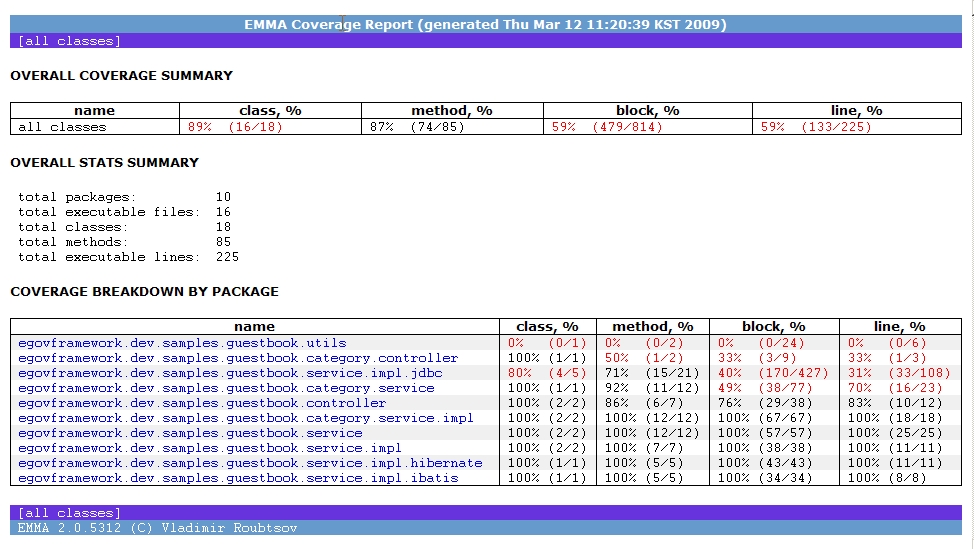 EMMA Coverage Report (generated Thu Mar 12 11:20:39 KST 2009)
[all classes]
OVERALL COVERAGE SUMMARY
name class, % method, % block, % line, %
all classes 89% (16/18) 87% (74/85) 59% (479/814) 59% (133/225)
OVERALL STATS SUMMARY
total packages: 10
total executable files: 16
total classes: 18
total methods: 85
total executable lines: 225
COVERAGE BREAKDOWN BY PACKAGE
name class, % method, % block, % line, %
egovframework.dev.samples.guestbook.utils 0% (0/1) 0% (0/2) 0% (0/24) 0% (0/6)
egovframework.dev.samples.guestbook.category.controller 100% (1/1) 50% (1/2) 33% (3/9) 33% (1/3)
egovframework.dev.samples.guestbook.service.impl.jdbc 80% (4/5) 71% (15/21) 40% (170/427) 31% (33/108)
egovframework.dev.samples.guestbook.category.service 100% (1/1) 92% (11/12) 49% (38/77) 70% (16/23)
egovframework.dev.samples.guestbook.controller 100% (2/2) 86% (6/7) 76% (29/38) 83% (10/12)
egovframework.dev.samples.guestbook.category.service.impl 100% (2/2) 100% (12/12) 100% (67/67) 100% (18/18)
egovframework.dev.samples.guestbook.service 100% (2/2) 100% (12/12) 100% (57/57) 100% (25/25)
egovframework.dev.samples.guestbook.service.impl 100% (2/2) 100% (7/7) 100% (38/38) 100% (11/11)
egovframework.dev.samples.guestbook.service.impl.hibernate 100% (1/1) 100% (5/5) 100% (43/43) 100% (11/11)
egovframework.dev.samples.guestbook.service.impl.ibatis 100% (1/1) 100% (5/5) 100% (34/34) 100% (8/8)
[all classes]
EMMA 2.0.5312 (C) Vladimir Roubtsov